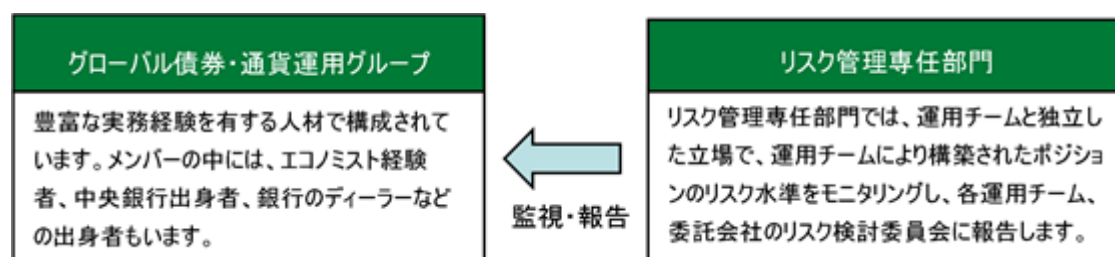 グローバル債券・通貨運用グループ
豊富な実務経験を有する人材で構成されて
います。メンバーの中には、エコノミスト経験
者、中央銀行出身者、銀行のディーラーなど
の出身者もいます。
監視・報告
リスク管理専任部門
リスク管理専任部門では、運用チームと独立し
た立場で、運用チームにより構築されたポジショ
ンのリスク水準をモニタリングし、各運用チーム、
委託会社のリスク検討委員会に報告します。